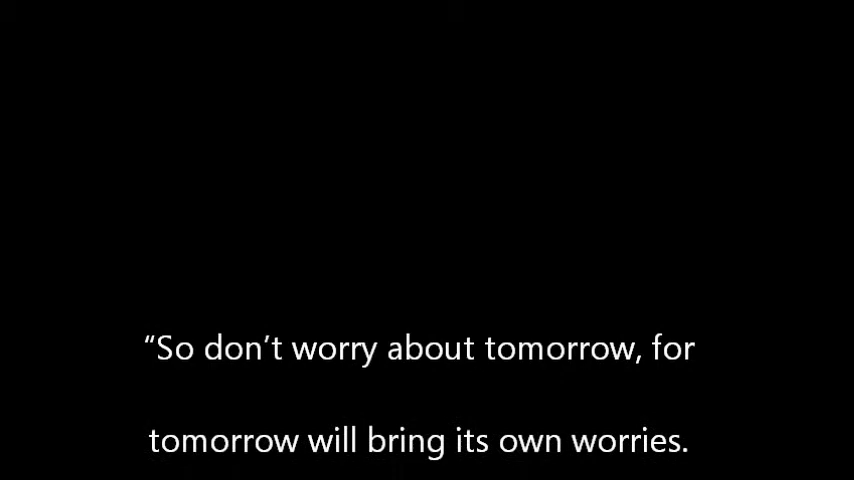 “So don’t worry about tomorrow, for
tomorrow will bring its own worries.